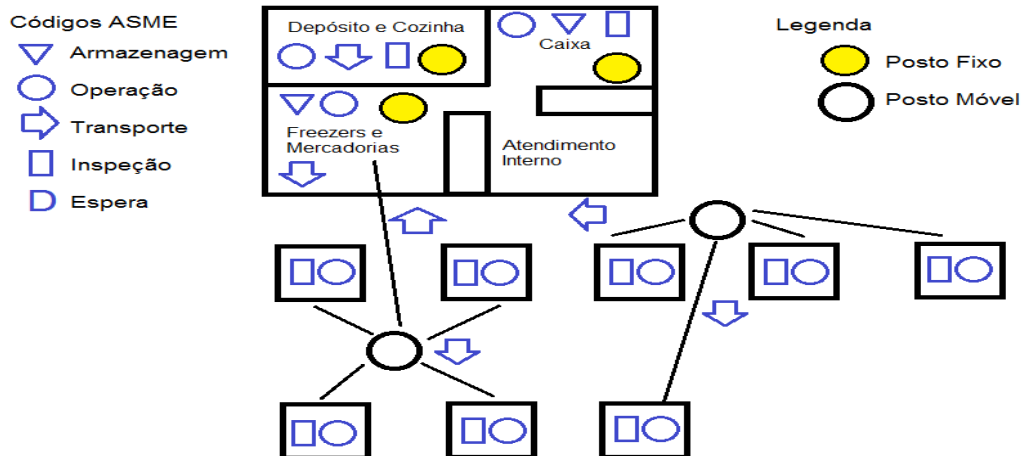 Códigos ASME
Armazenagem
Operação
Transporte
Inspeção
Espera
Depósito e Cozinha
Caixa
Freezers e
Mercadorias
Atendimento
Interno
Legenda
Posto Fixo
Posto Móvel